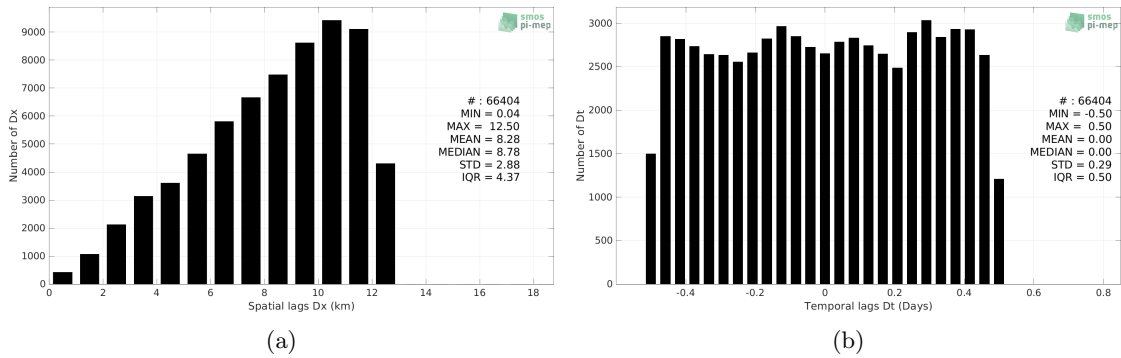 smos
pi-mep
Number of Dx
9000
8000
7000
6000
5000
4000
3000
2000
1000
0
# : 66404
MIN = 0.04
MAX = 12.50
MEAN = 8.28
MEDIAN = 8.78
STD = 2.88
IQR = 4.37
0 2 4 6 8 10 12 14 16 18
Spatial lags Dx (km)
(a)
smos
pi-mep
Number of Dt
3000
2500
2000
1500
1000
500
0
# : 66404
MIN = -0.50
MAX = 0.50
MEAN = 0.00
MEDIAN = 0.00
STD = 0.29
IQR = 0.50
-0.4 -0.2 0 0.2 0.4 0.6 0.8
Temporal lags Dt (Days)
(b)